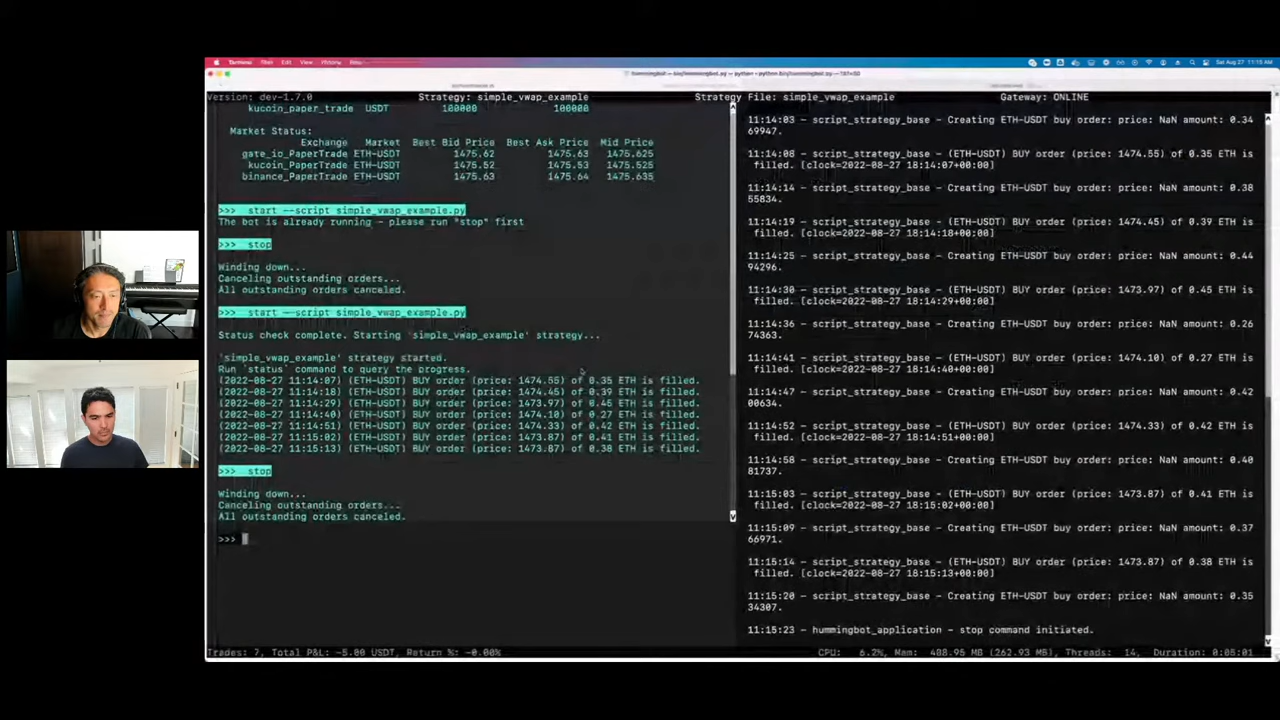 Terminal Shell Edit View Window Help
Sat Aug 27 11:15 AM
Version: dev-1.7.0 Strategy: simple_vwap_example Strategy File: simple_vwap_example Gateway: ONLINE
kucoin_paper_trade USDT 100000 100000
Market Status:
Exchange Market Best Bid Price Best Ask Price Mid Price
gate_io_PaperTrade ETH-USDT 1475.62 1475.63 1475.625
kucoin_PaperTrade ETH-USDT 1475.52 1475.53 1475.525
binance_PaperTrade ETH-USDT 1475.63 1475.64 1475.635
>>> start --script simple_vwap_example.py
The bot is already running - please run "stop" first
>>> stop
Winding down...
Canceling outstanding orders...
All outstanding orders canceled.
>>> start --script simple_vwap_example.py
Status check complete. Starting 'simple_vwap_example' strategy...
'simple_vwap_example' strategy started.
Run `status` command to query the progress.
(2022-08-27 11:14:07) (ETH-USDT) BUY order (price: 1474.55) of 0.35 ETH is filled.
(2022-08-27 11:14:18) (ETH-USDT) BUY order (price: 1474.45) of 0.39 ETH is filled.
(2022-08-27 11:14:29) (ETH-USDT) BUY order (price: 1473.97) of 0.45 ETH is filled.
(2022-08-27 11:14:40) (ETH-USDT) BUY order (price: 1474.10) of 0.27 ETH is filled.
(2022-08-27 11:14:51) (ETH-USDT) BUY order (price: 1474.33) of 0.42 ETH is filled.
(2022-08-27 11:15:02) (ETH-USDT) BUY order (price: 1473.87) of 0.41 ETH is filled.
(2022-08-27 11:15:13) (ETH-USDT) BUY order (price: 1473.87) of 0.38 ETH is filled.
>>> stop
Winding down...
Canceling outstanding orders...
All outstanding orders canceled.
>>>
11:14:03 - script_strategy_base - Creating ETH-USDT buy order: price: NaN amount: 0.34
69947.
11:14:08 - script_strategy_base - (ETH-USDT) BUY order (price: 1474.55) of 0.35 ETH is
filled. [clock=2022-08-27 18:14:07+00:00]
11:14:14 - script_strategy_base - Creating ETH-USDT buy order: price: NaN amount: 0.38
55834.
11:14:19 - script_strategy_base - (ETH-USDT) BUY order (price: 1474.45) of 0.39 ETH is
filled. [clock=2022-08-27 18:14:18+00:00]
11:14:25 - script_strategy_base - Creating ETH-USDT buy order: price: NaN amount: 0.44
94296.
11:14:30 - script_strategy_base - (ETH-USDT) BUY order (price: 1473.97) of 0.45 ETH is
filled. [clock=2022-08-27 18:14:29+00:00]
11:14:36 - script_strategy_base - Creating ETH-USDT buy order: price: NaN amount: 0.26
74363.
11:14:41 - script_strategy_base - (ETH-USDT) BUY order (price: 1474.10) of 0.27 ETH is
filled. [clock=2022-08-27 18:14:40+00:00]
11:14:47 - script_strategy_base - Creating ETH-USDT buy order: price: NaN amount: 0.42
00634.
11:14:52 - script_strategy_base - (ETH-USDT) BUY order (price: 1474.33) of 0.42 ETH is
filled. [clock=2022-08-27 18:14:51+00:00]
11:14:58 - script_strategy_base - Creating ETH-USDT buy order: price: NaN amount: 0.40
81737.
11:15:03 - script_strategy_base - (ETH-USDT) BUY order (price: 1473.87) of 0.41 ETH is
filled. [clock=2022-08-27 18:15:02+00:00]
11:15:09 - script_strategy_base - Creating ETH-USDT buy order: price: NaN amount: 0.37
66971.
11:15:14 - script_strategy_base - (ETH-USDT) BUY order (price: 1473.87) of 0.38 ETH is
filled. [clock=2022-08-27 18:15:13+00:00]
11:15:20 - script_strategy_base - Creating ETH-USDT buy order: price: NaN amount: 0.35
34307.
11:15:23 - hummingbot_application - stop command initiated.
Trades: 7, Total P&L: -5.00 USDT, Return %: -0.00% CPU: 6.2%, Mem: 408.95 MB (262.93 MB), Threads: 14, Duration: 0:05:01